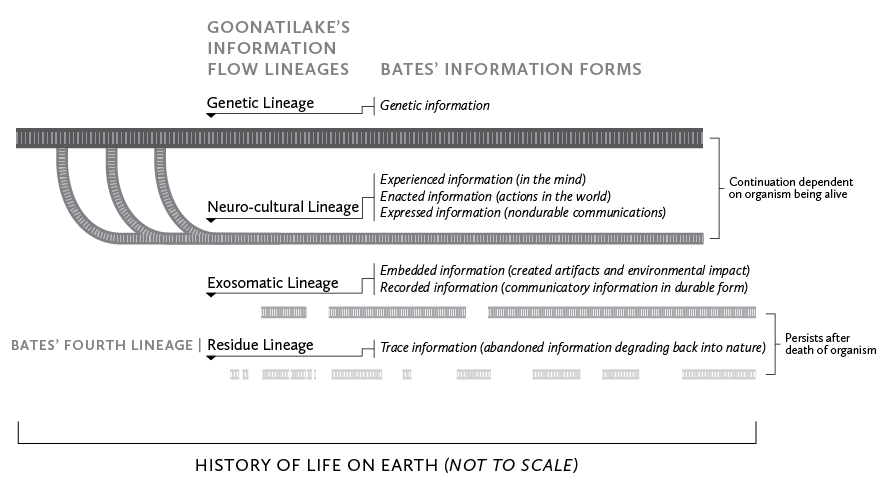 GOONATILAKE'S
INFORMATION
FLOW LINEAGES
BATES' INFORMATION FORMS
Genetic Lineage
Genetic information
Neuro-cultural Lineage
Experienced information (in the mind)
Enacted information (actions in the world)
Expressed information (nondurable communications)
Continuation dependent
on organism being alive
Exosomatic Lineage
Embedded information (created artifacts and environmental impact)
Recorded information (communicatory information in durable form)
BATES' FOURTH LINEAGE
Residue Lineage
Trace information (abandoned information degrading back into nature)
Persists after
death of organism
HISTORY OF LIFE ON EARTH (NOT TO SCALE)